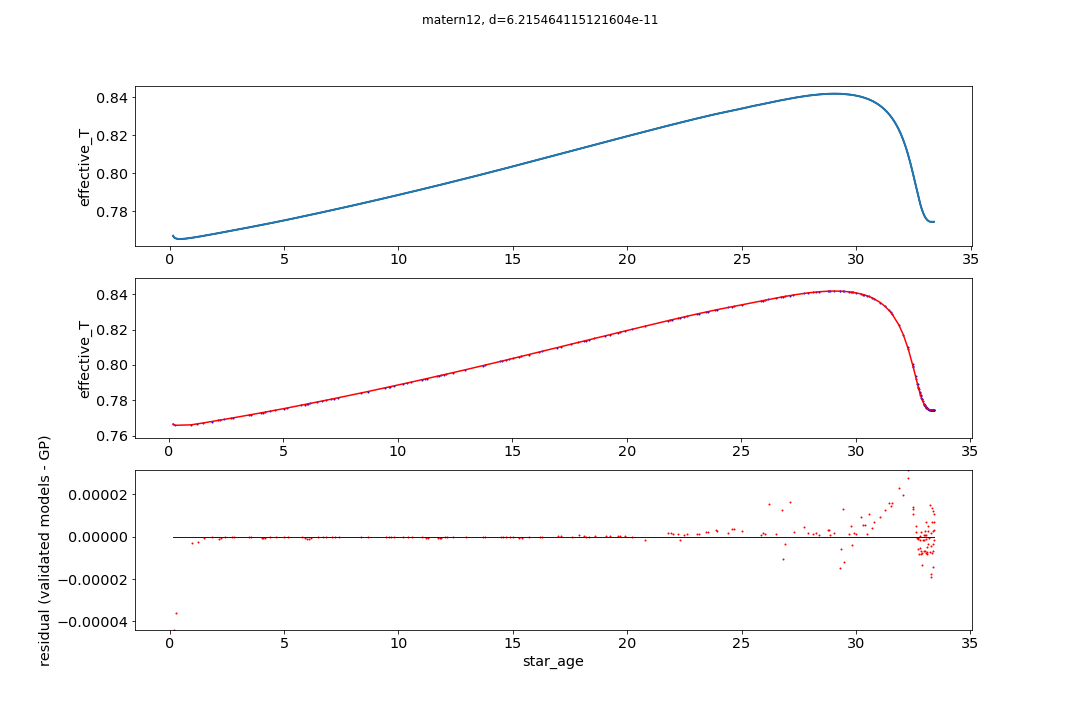 matern12, d=6.215464115121604e-11
effective_T
0.84
0.82
0.80
0.78
0 5 10 15 20 25 30 35
effective_T
0.84
0.82
0.80
0.78
0.76
0 5 10 15 20 25 30 35
residual (validated models - GP)
0.00002
0.00000
−0.00002
−0.00004
0 5 10 15 20 25 30 35
star_age